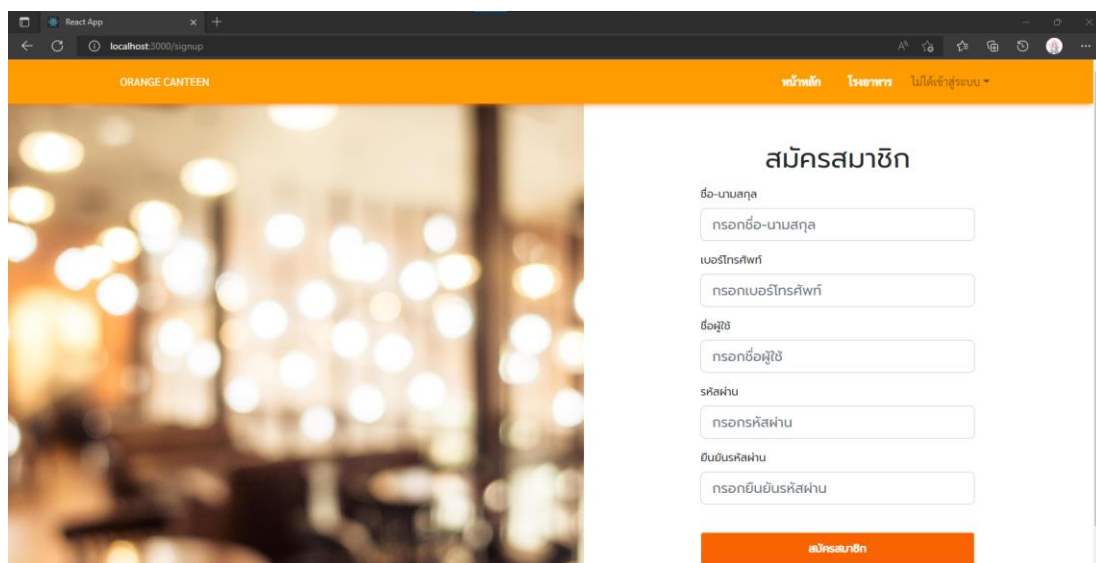 React App
localhost:3000/signup
ORANGE CANTEEN
หน้าหลัก โรงอาหาร ไม่ได้เข้าสู่ระบบ
สมัครสมาชิก
ชื่อ-นามสกุล
กรอกชื่อ-นามสกุล
เบอร์โทรศัพท์
กรอกเบอร์โทรศัพท์
ชื่อผู้ใช้
กรอกชื่อผู้ใช้
รหัสผ่าน
กรอกรหัสผ่าน
ยืนยันรหัสผ่าน
กรอกยืนยันรหัสผ่าน
สมัครสมาชิก